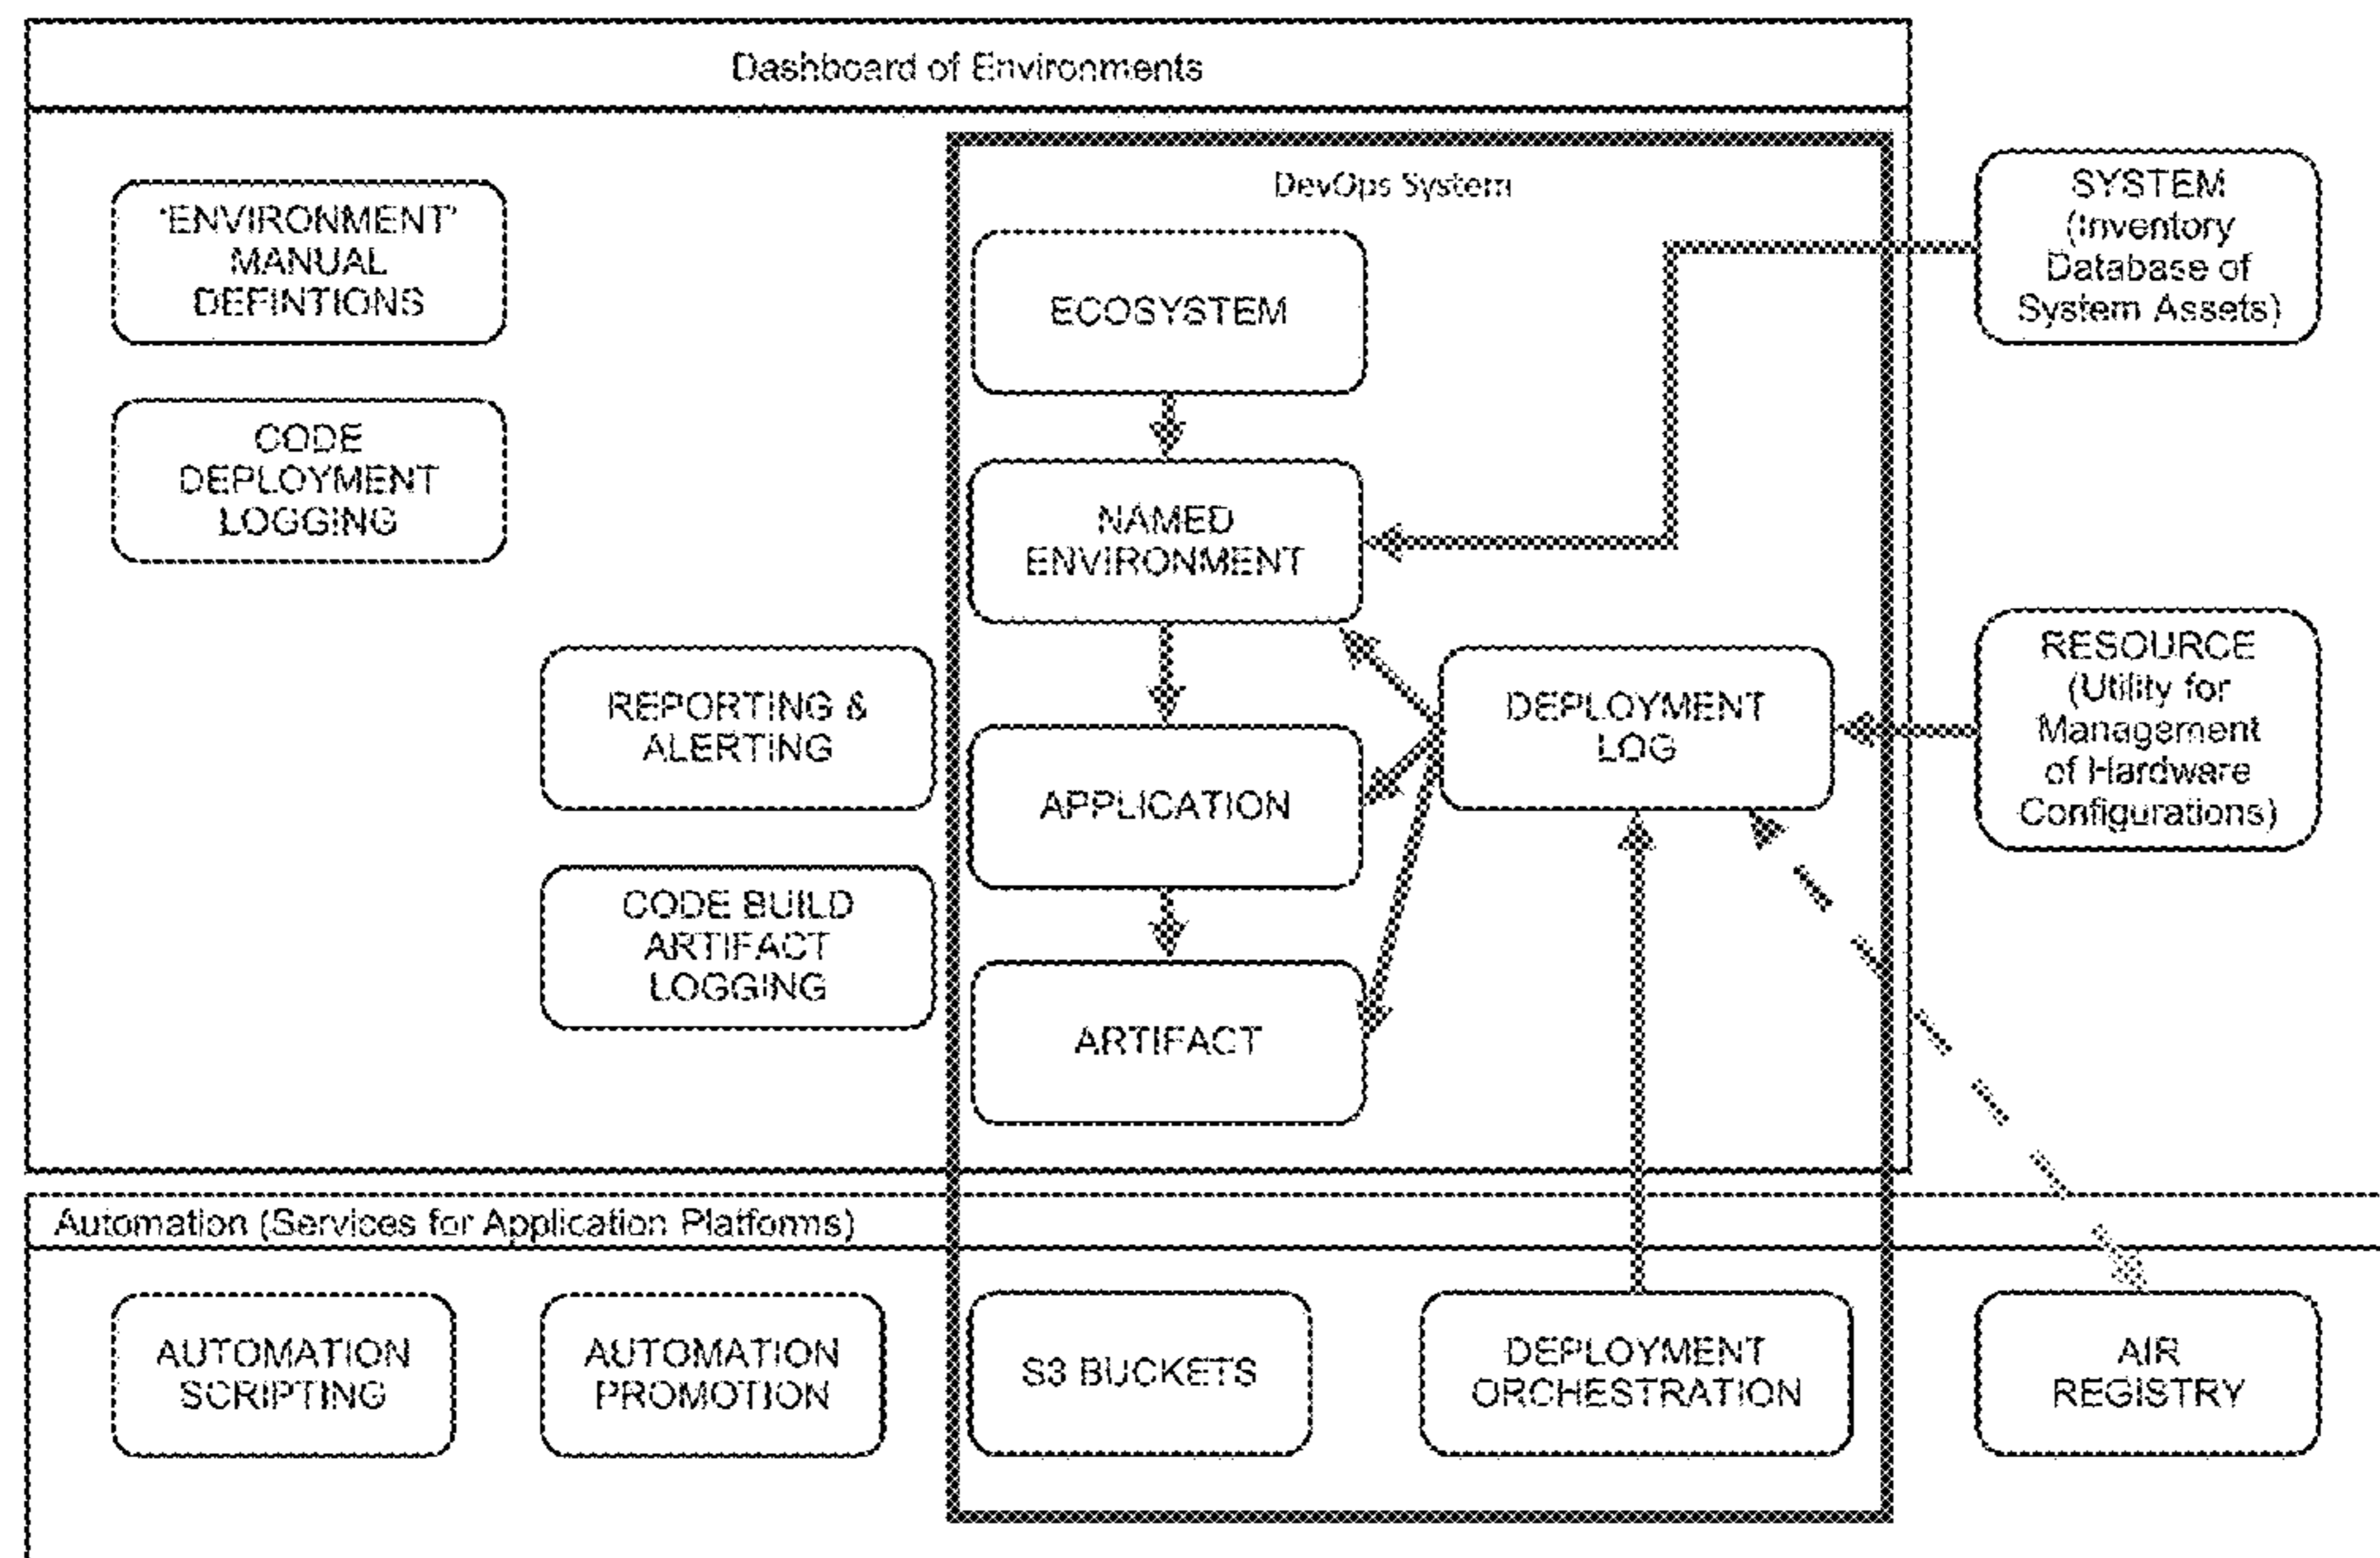 Dashboard of Environments
DevOps System
'ENVIRONMENT'
MANUAL
DEFINTIONS
CODE
DEPLOYMENT
LOGGING
REPORTING &
ALERTING
CODE BUILD
ARTIFACT
LOGGING
ECOSYSTEM
NAMED
ENVIRONMENT
APPLICATION
ARTIFACT
DEPLOYMENT
LOG
SYSTEM
(Inventory
Database of
System Assets)
RESOURCE
(Utility for
Management
of Hardware
Configurations)
Automation (Services for Application Platforms)
AUTOMATION
SCRIPTING
AUTOMATION
PROMOTION
S3 BUCKETS
DEPLOYMENT
ORCHESTRATION
AIR
REGISTRY